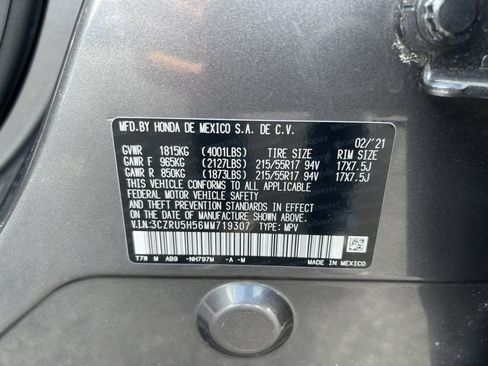 MFD.BY HONDA DE MEXICO S.A. DE C.V. 02/'21
GVWR 1815KG (4001LBS) TIRE SIZE RIM SIZE
GAWR F 965KG (2127LBS) 215/55R17 94V 17X7.5J
GAWR R 850KG (1873LBS) 215/55R17 94V 17X7.5J
THIS VEHICLE CONFORMS TO ALL APPLICABLE
FEDERAL MOTOR VEHICLE SAFETY
AND THEFT PREVENTION STANDARDS IN EFFECT ON
THE DATE OF MANUFACTURE SHOWN ABOVE.
V.I.N:3CZRU5H56MM719307 TYPE: MPV
T7W M AB9 -NH797M -A -M MADE IN MEXICO